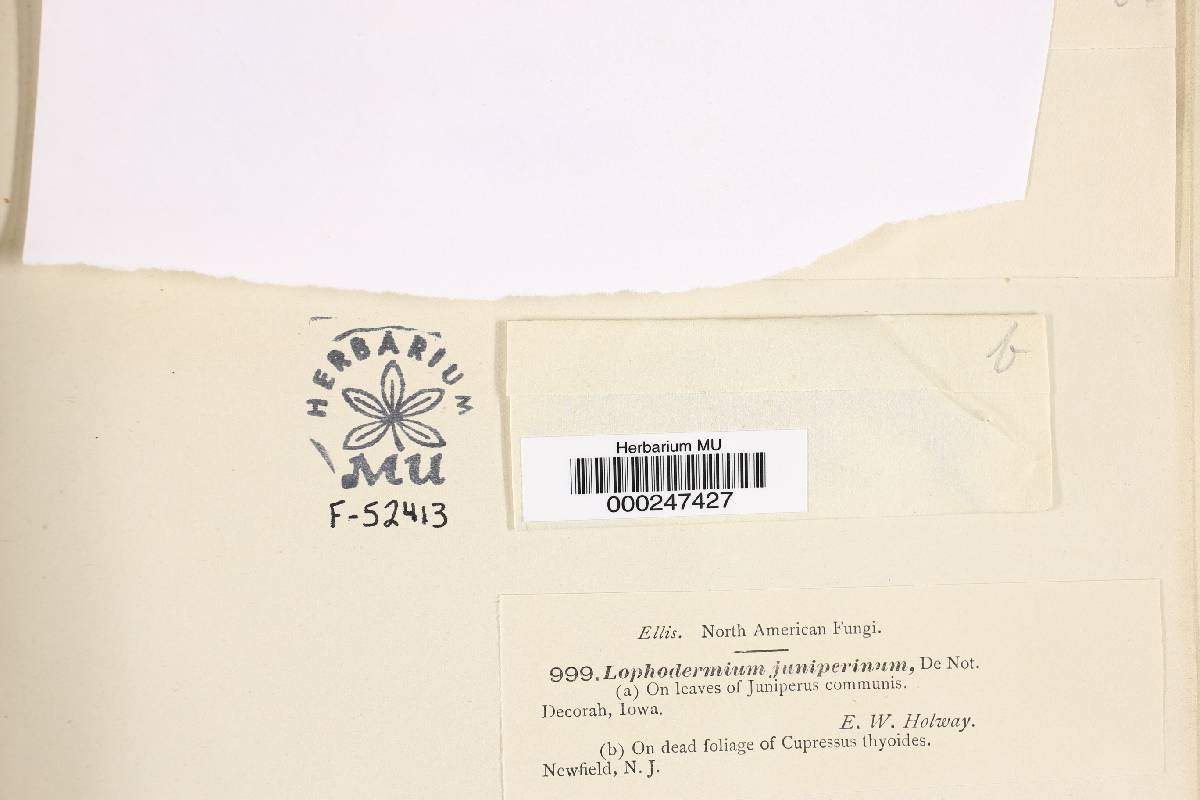 HERBARIUM
MU
F-52413
b
Herbarium MU
000247427
Ellis. North American Fungi.
999. Lophodermium juniperinum, De Not.
(a) On leaves of Juniperus communis.
Decorah, Iowa.
E. W. Holway.
(b) On dead foliage of Cupressus thyoides.
Newfield, N. J.